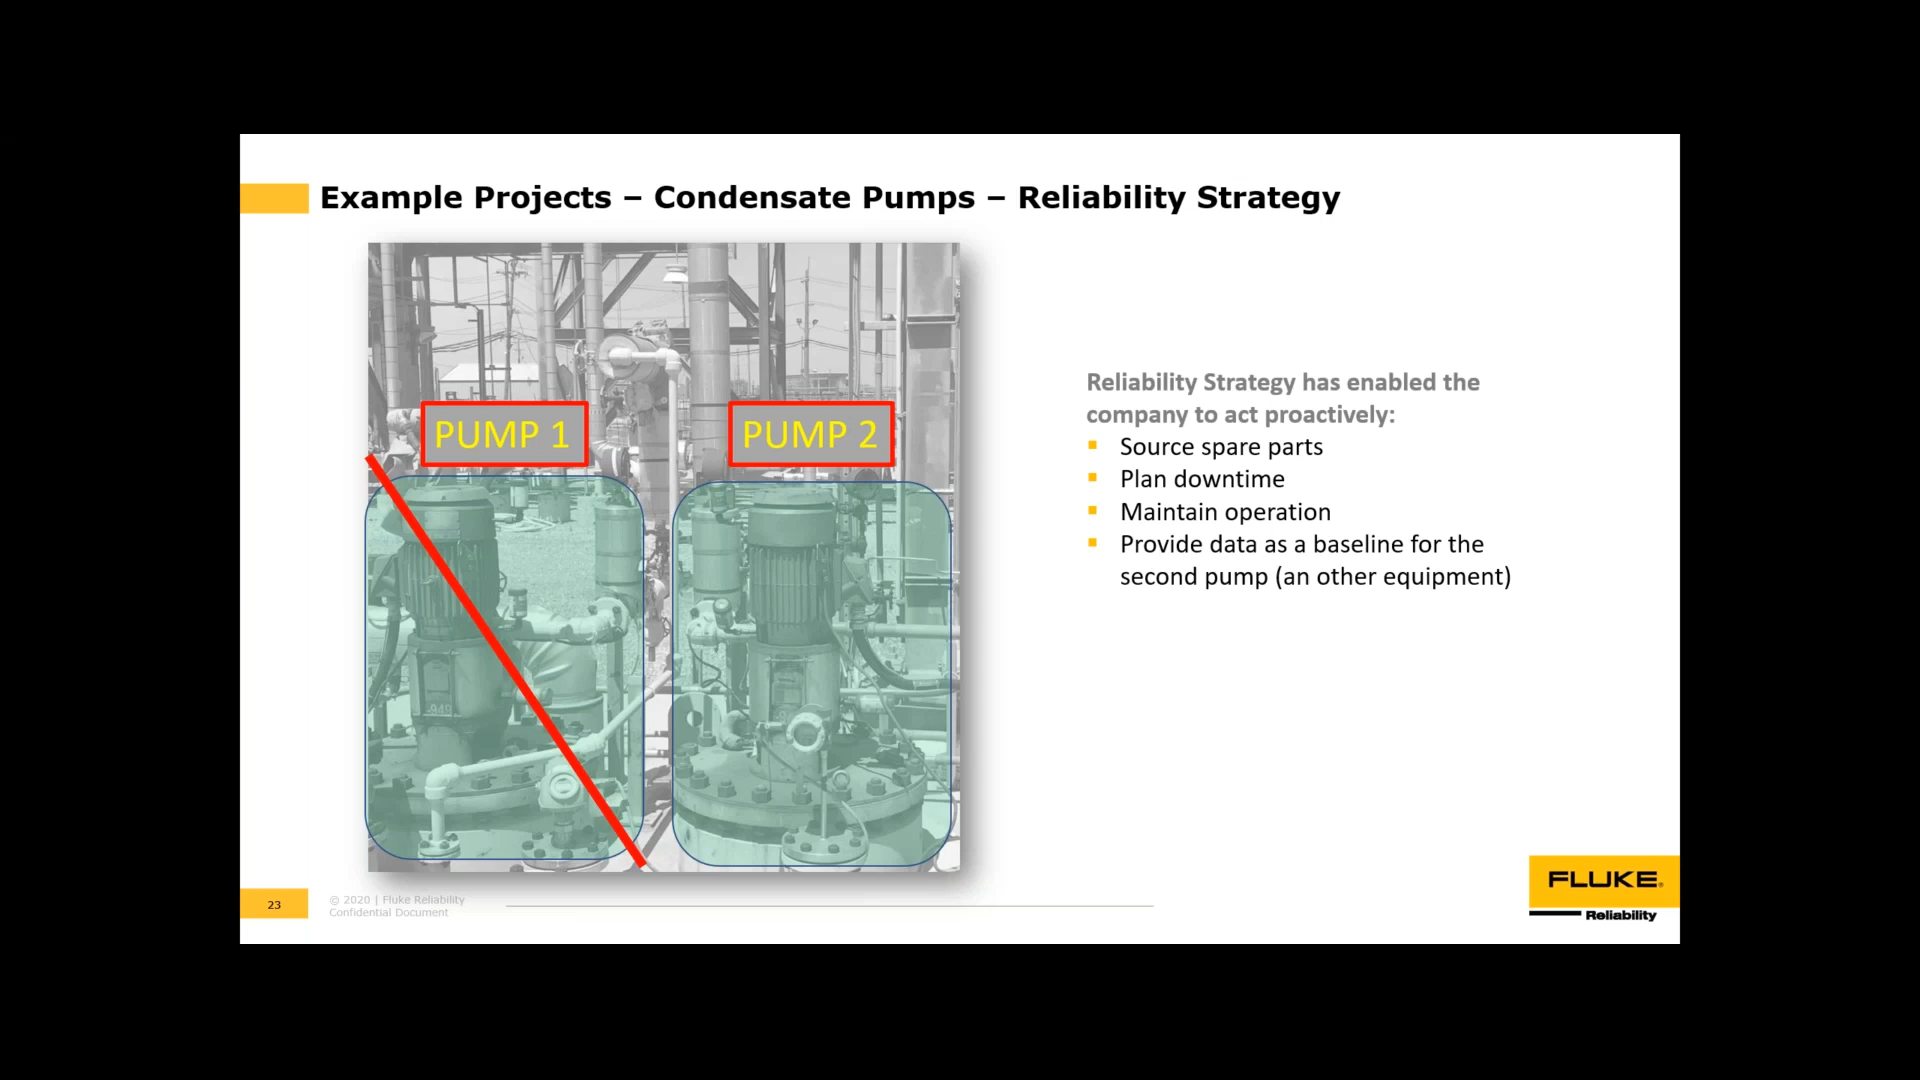 Example Projects – Condensate Pumps – Reliability Strategy
PUMP 1
PUMP 2
Reliability Strategy has enabled the
company to act proactively:
▪ Source spare parts
▪ Plan downtime
▪ Maintain operation
▪ Provide data as a baseline for the
second pump (an other equipment)
949
23
© 2020 | Fluke Reliability
Confidential Document
FLUKE®
Reliability